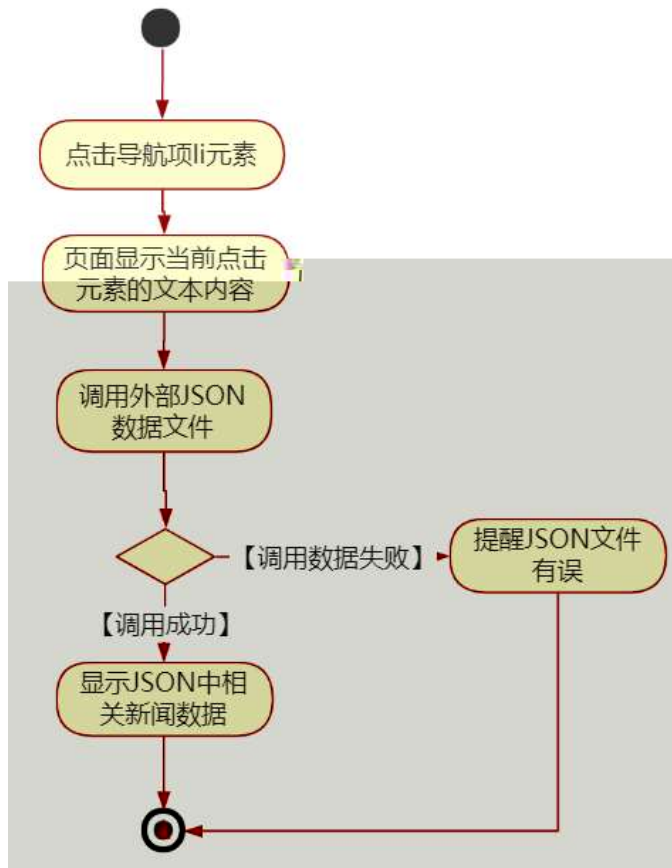 点击导航项li元素
页面显示当前点击
元素的文本内容
调用外部JSON
数据文件
【调用数据失败】
提醒JSON文件
有误
【调用成功】
显示JSON中相
关新闻数据